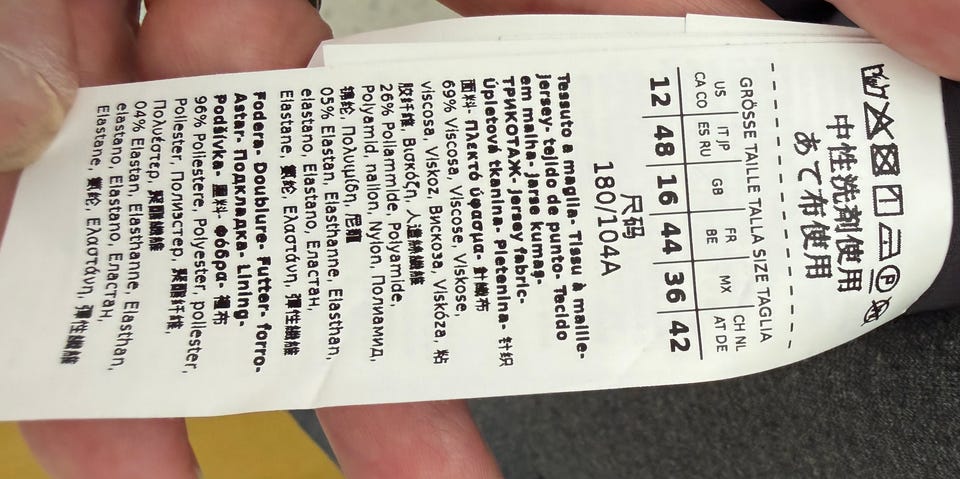 中性洗剤使用
あて布使用
GRÖSSE TAILLE TALLA SIZE TAGLIA
US IT JP GB FR MX CH NL
CA CO ES RU BE AT DE
12 48 16 44 36 42
尺码
180/104A
Tessuto a maglia- Tissu à maille-
Jersey- tejido de punto- Tecido
em malha- Jarse kumaş-
ТРИКОТАЖ- Jersey fabric-
Úpletová tkanina- Pletenina- 针织
面料- Πλεκτό ύφασμα- 針織布
69% Viscosa, Viscose, Viskose,
viscosa, Viskoz, Вискоза, Viskóza, 粘
胶纤维, Βισκόζη, 人造絲纖維
26% Poliammide, Polyamide,
Polyamid, nailon, Nylon, Полиамид,
锦纶, Πολυμίδη, 尼龍
05% Elastan, Elasthanne, Elasthan,
elastano, Elastano, Еластан,
Elastane, 氨纶, Ελαστάνη, 彈性纖維
Fodera- Doublure- Futter- forro-
Astar- Подкладка- Lining-
Podšívka- 里料- Φόδρα- 裡布
96% Poliestere, Polyester, poliester,
Poliester, Полиэстер, 聚酯纤维,
Πολυέστερ, 聚酯纖維
04% Elastan, Elasthanne, Elasthan,
elastano, Elastano, Еластан,
Elastane, 氨纶, Ελαστάνη, 彈性纖維